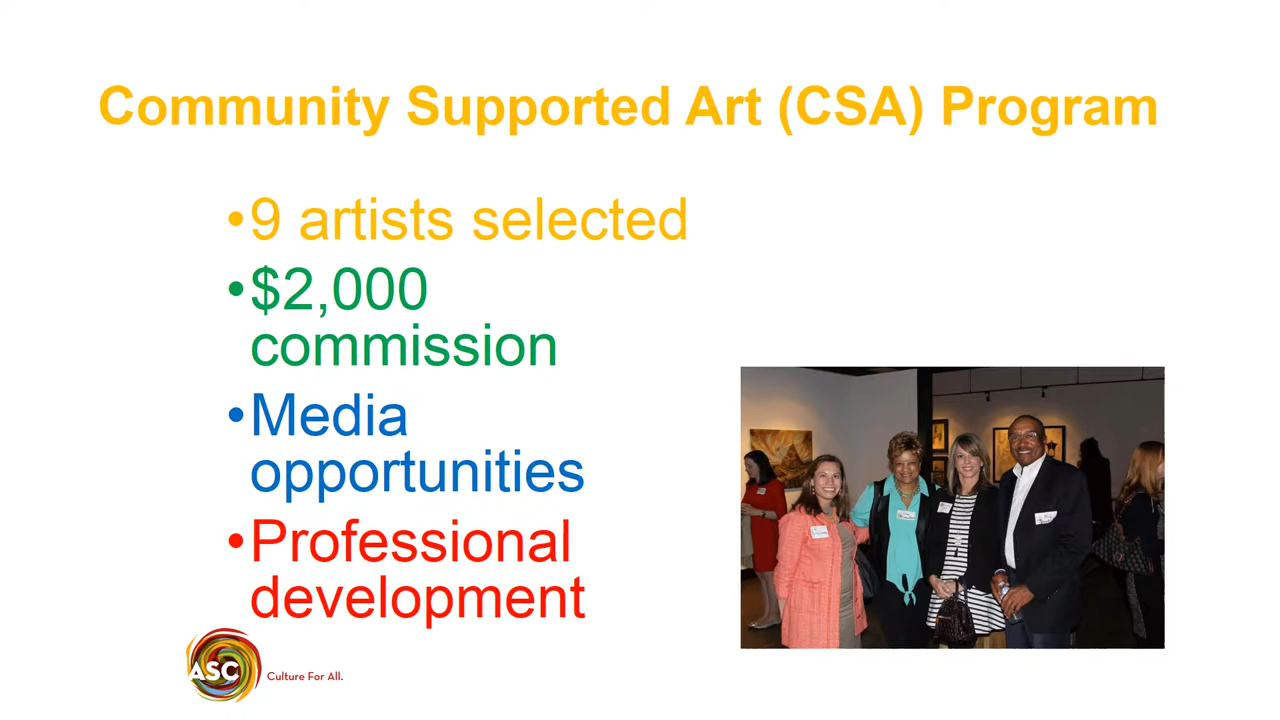 Community Supported Art (CSA) Program
•9 artists selected
•$2,000
commission
•Media
opportunities
•Professional
development
ASC
Culture For All.